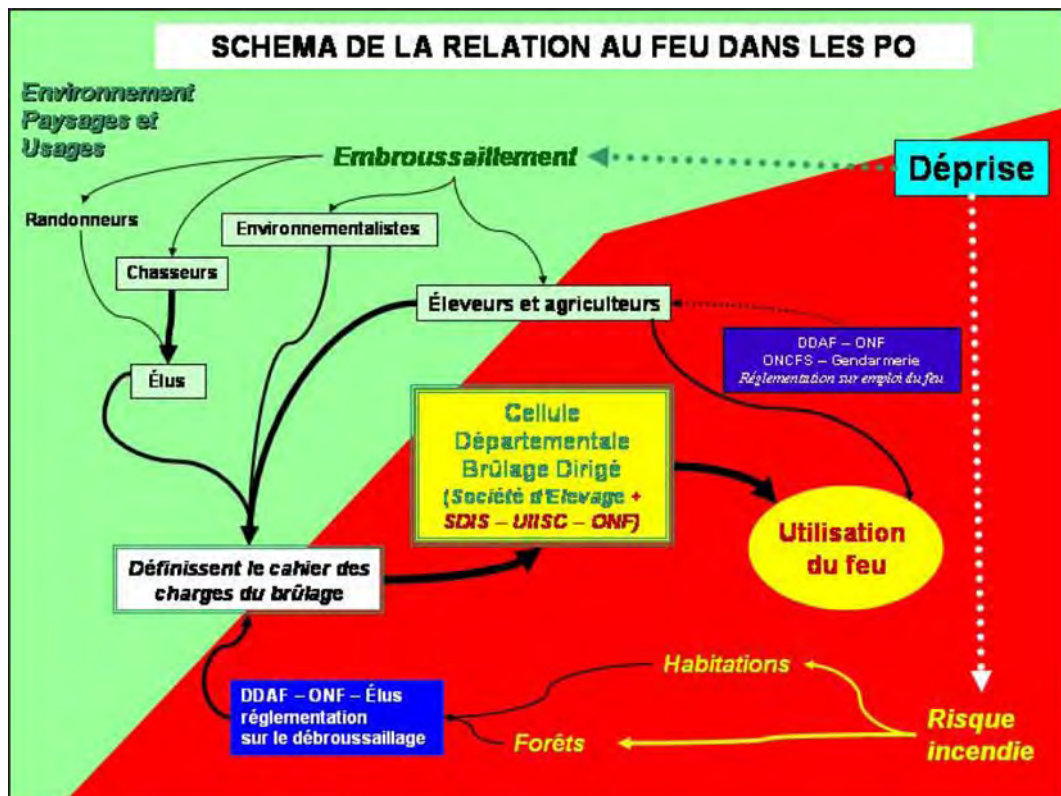 SCHEMA DE LA RELATION AU FEU DANS LES PO
Environnement
Paysages et
Usages
Embroussaillement
Déprise
Randonneurs
Environnementalistes
Chasseurs
Éleveurs et agriculteurs
DDAF – ONF
ONCFS – Gendarmerie
Réglementation sur emploi du feu
Élus
Cellule
Départementale
Brûlage Dirigé
(Société d'Elevage +
SDIS – UIISC – ONF)
Utilisation
du feu
Définissent le cahier des
charges du brûlage
Habitations
DDAF – ONF – Élus
réglementation
sur le débroussaillage
Forêts
Risque
incendie